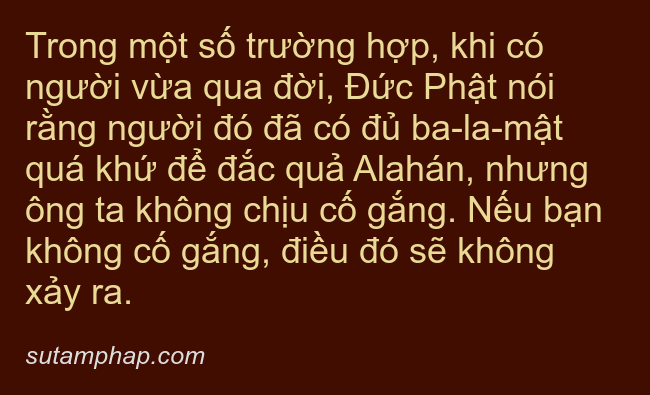 Trong một số trường hợp, khi có
người vừa qua đời, Đức Phật nói
rằng người đó đã có đủ ba-la-mật
quá khứ để đắc quả Alahán, nhưng
ông ta không chịu cố gắng. Nếu bạn
không cố gắng, điều đó sẽ không
xảy ra.
sutamphap.com